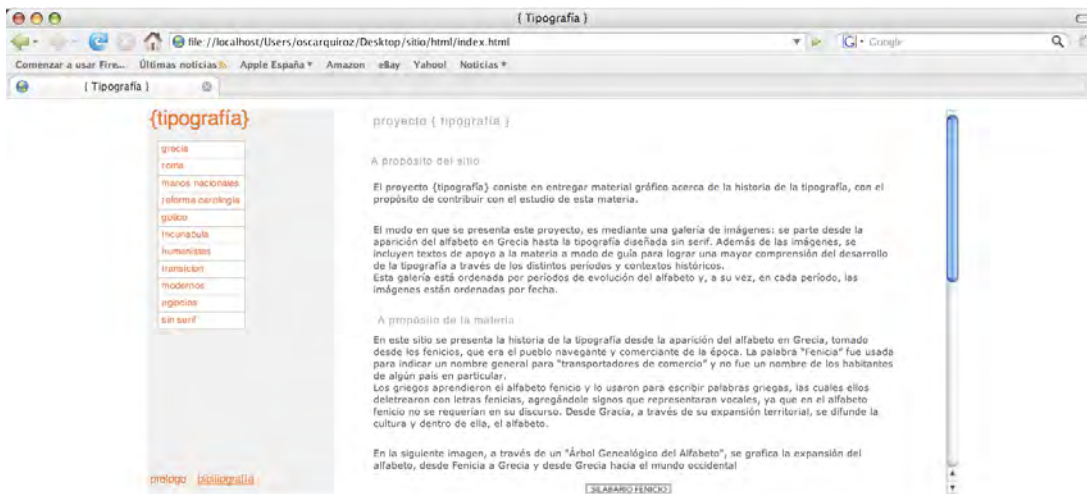 { Tipografía }
file://localhost/Users/oscarquiroz/Desktop/sitio/html/index.html
Google
Comenzar a usar Fire... Últimas noticias Apple España Amazon eBay Yahoo! Noticias
{ Tipografía }
{tipografía}
grecia
roma
manos nacionales
reforma carolingia
gotico
incunabula
humanistas
transicion
modernos
egipcios
sin serif
prologo bibliografía
proyecto { tipografía }
A propósito del sitio
El proyecto {tipografía} coniste en entregar material gráfico acerca de la historia de la tipografía, con el
propósito de contribuir con el estudio de esta materia.
El modo en que se presenta este proyecto, es mediante una galería de imágenes: se parte desde la
aparición del alfabeto en Grecia hasta la tipografía diseñada sin serif. Además de las imágenes, se
incluyen textos de apoyo a la materia a modo de guía para lograr una mayor comprensión del desarrollo
de la tipografía a través de los distintos períodos y contextos históricos.
Esta galería está ordenada por períodos de evolución del alfabeto y, a su vez, en cada período, las
imágenes están ordenadas por fecha.
A propósito de la materia
En este sitio se presenta la historia de la tipografía desde la aparición del alfabeto en Grecia, tomado
desde los fenicios, que era el pueblo navegante y comerciante de la época. La palabra "Fenicia" fue usada
para indicar un nombre general para "transportadores de comercio" y no fue un nombre de los habitantes
de algún país en particular.
Los griegos aprendieron el alfabeto fenicio y lo usaron para escribir palabras griegas, las cuales ellos
deletrearon con letras fenicias, agregándole signos que representaran vocales, ya que en el alfabeto
fenicio no se requerían en su discurso. Desde Gracia, a través de su expansión territorial, se difunde la
cultura y dentro de ella, el alfabeto.
En la siguiente imagen, a través de un "Árbol Genealógico del Alfabeto", se grafica la expansión del
alfabeto, desde Fenicia a Grecia y desde Grecia hacia el mundo occidental
SILABARIO FENICIO